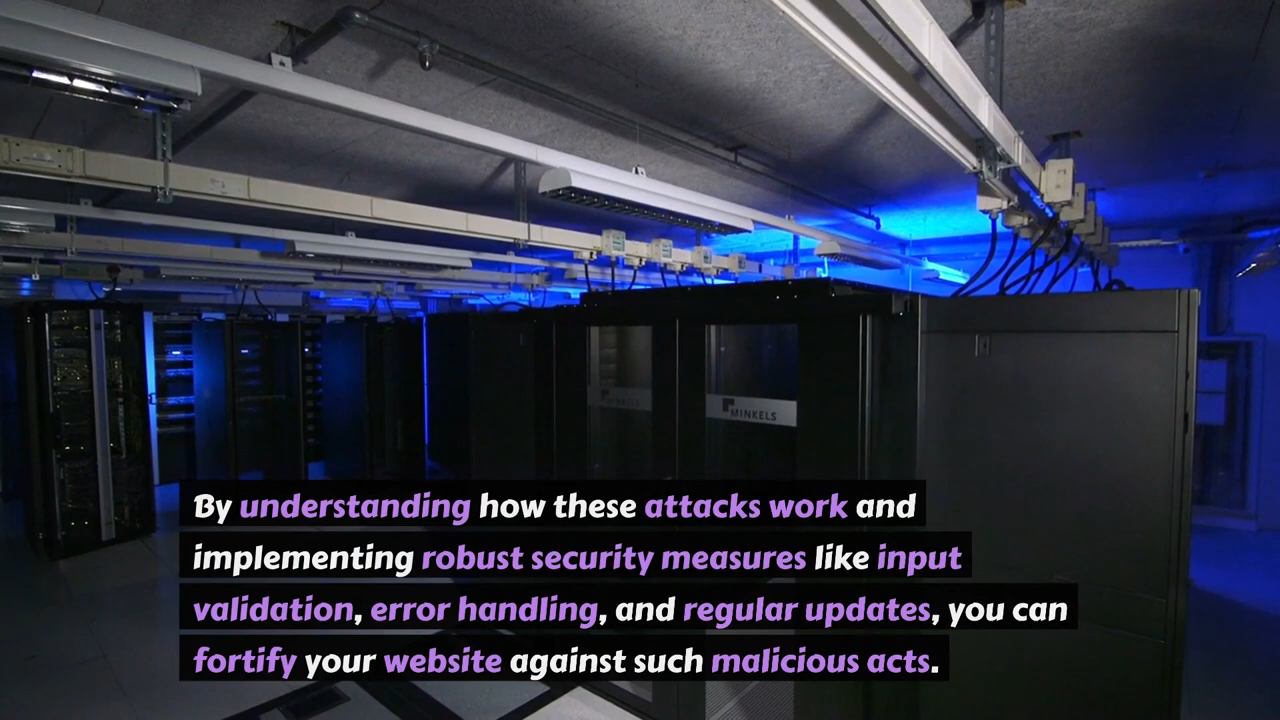 MINKELS
By understanding how these attacks work and
implementing robust security measures like input
validation, error handling, and regular updates, you can
fortify your website against such malicious acts.